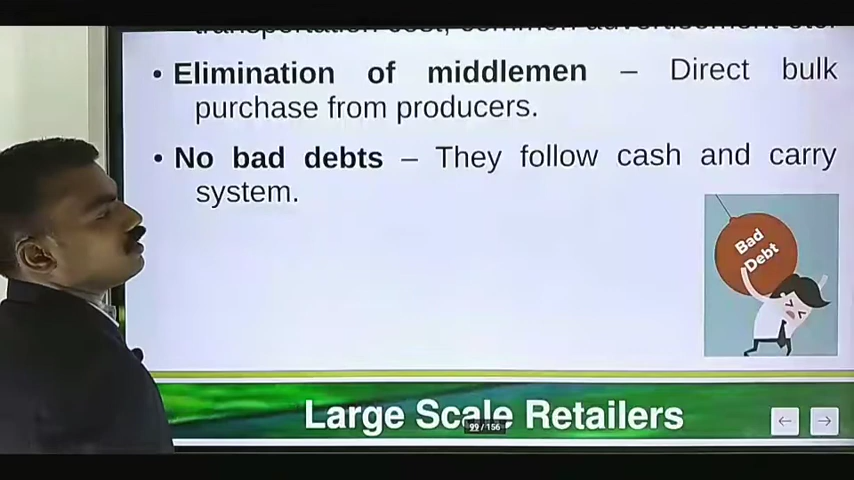 transportation cost, common advertisement etc.
• Elimination of middlemen – Direct bulk
purchase from producers.
• No bad debts – They follow cash and carry
system.
Bad
Debt
Large Scale Retailers
99 / 156